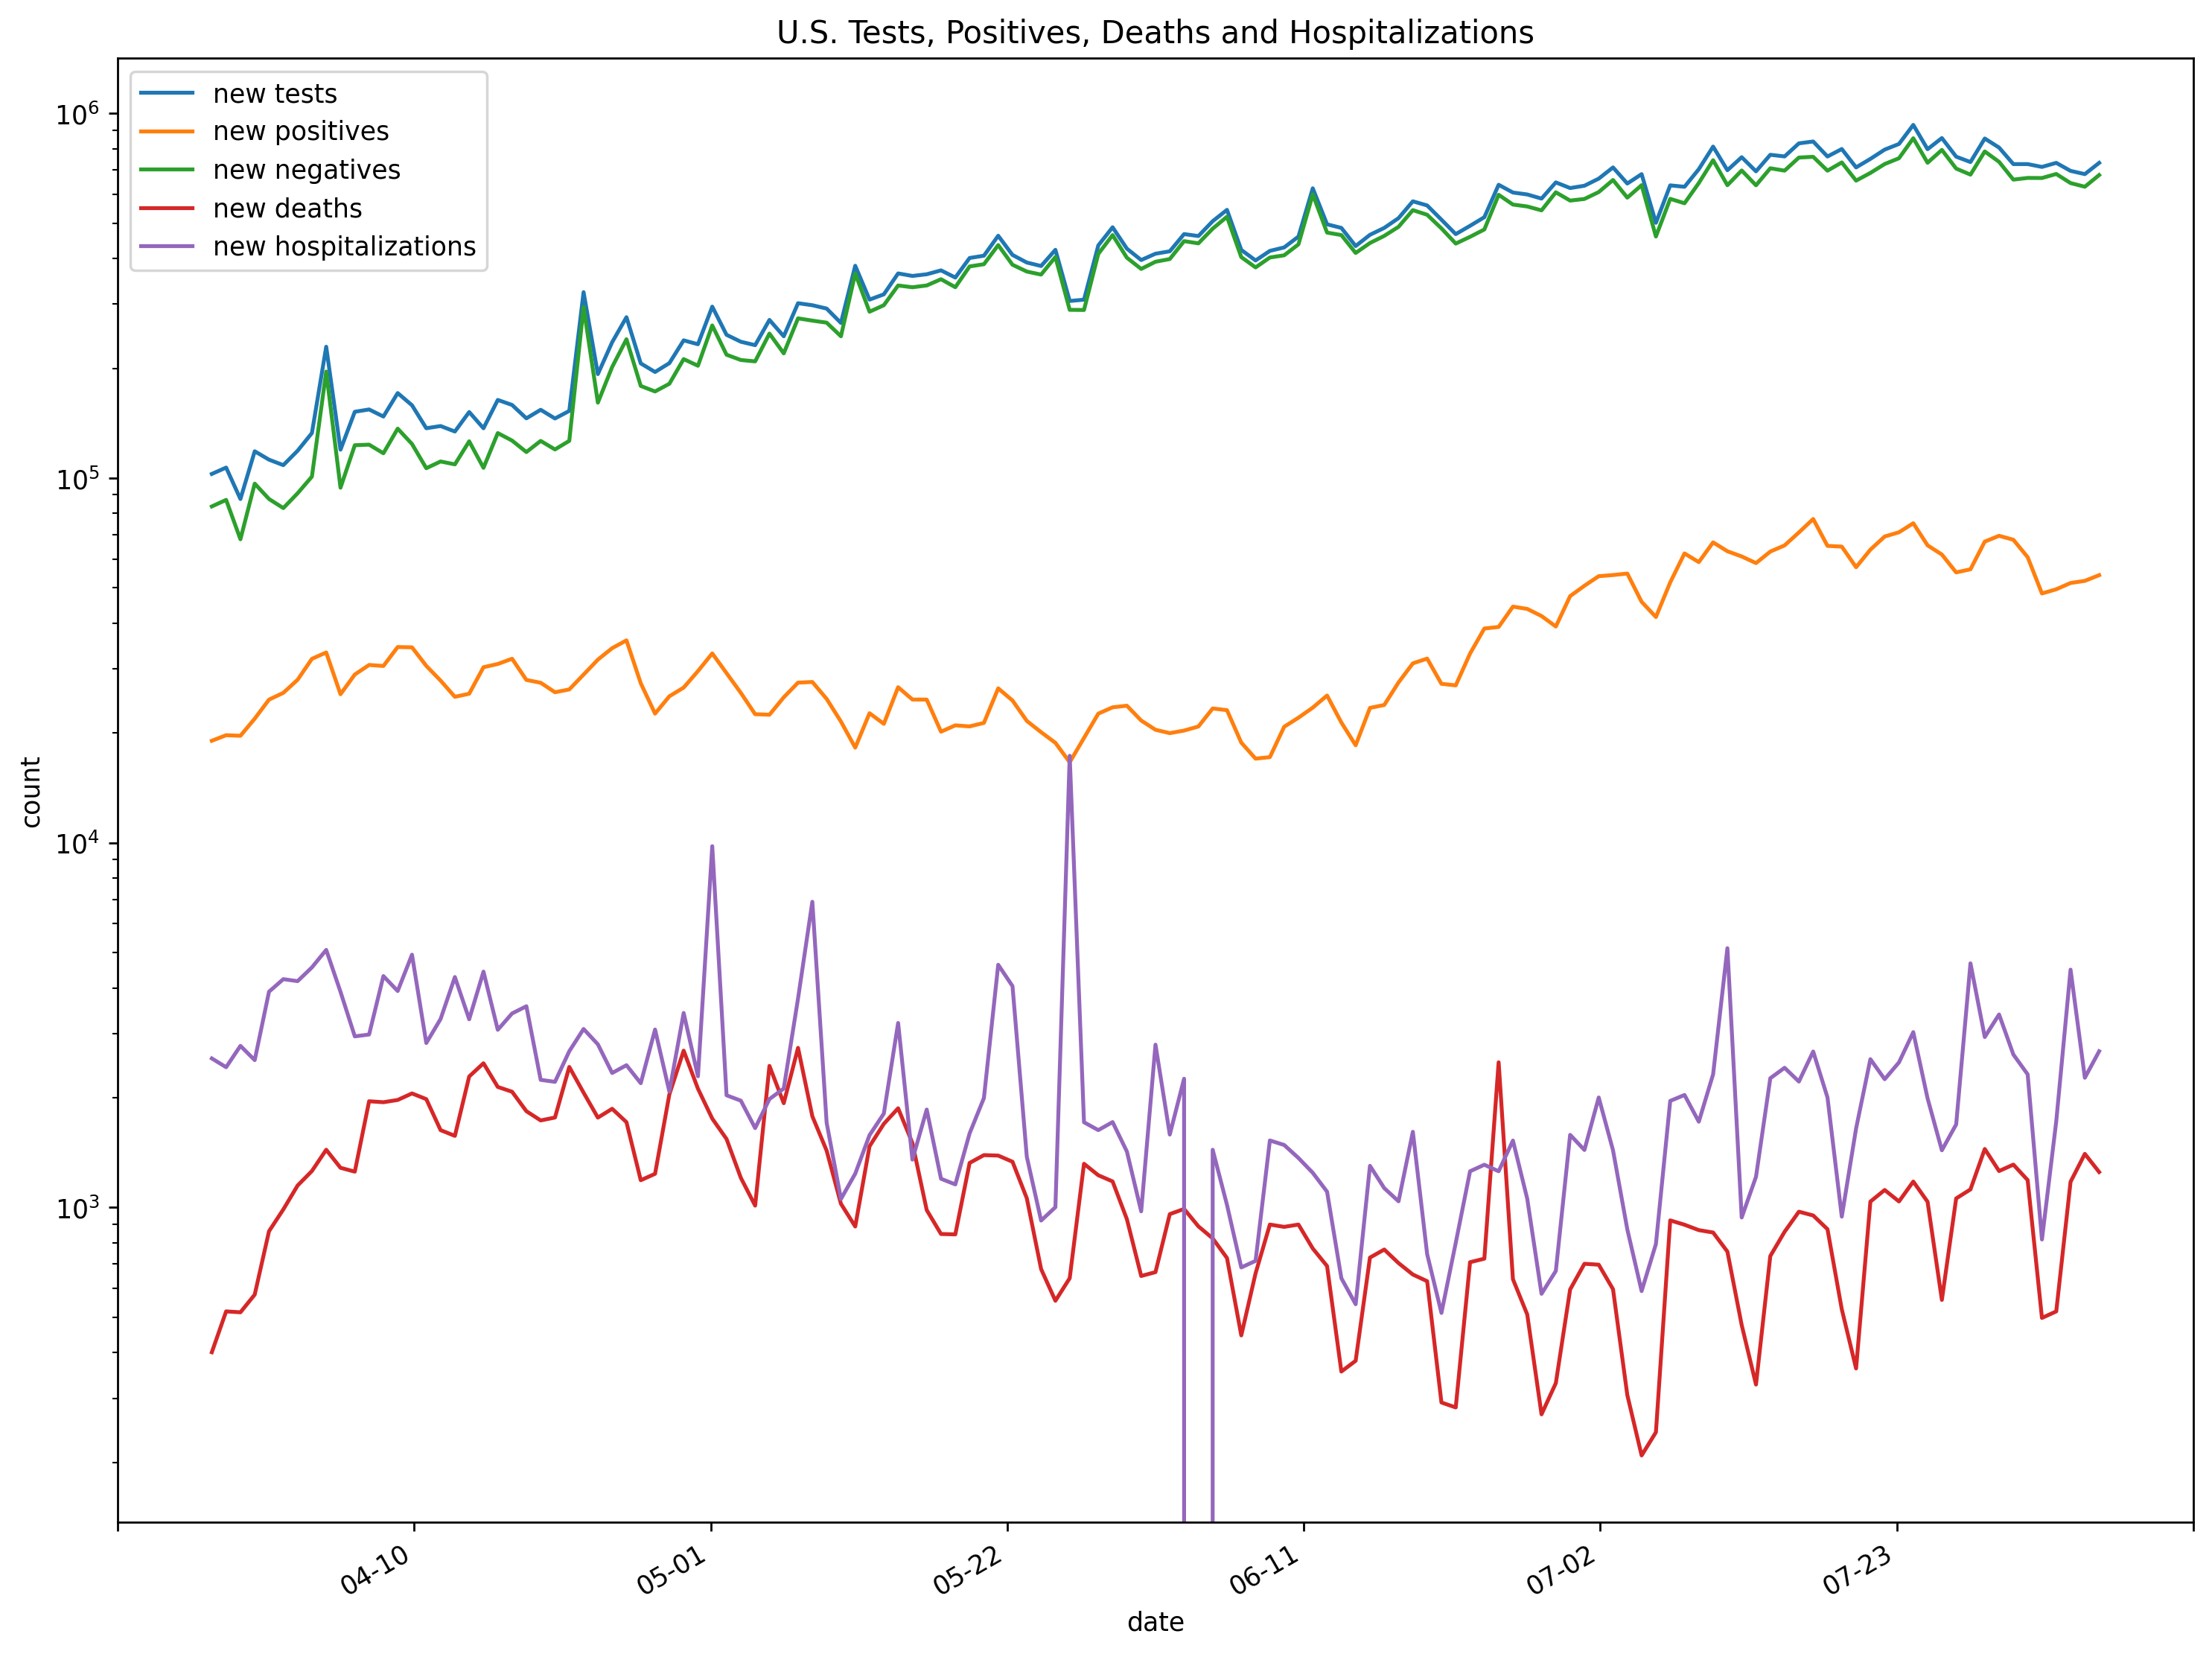 U.S. Tests, Positives, Deaths and Hospitalizations
new tests
new positives
new negatives
new deaths
new hospitalizations
10⁶
10⁵
10⁴
10³
count
04-10
05-01
05-22
06-11
07-02
07-23
date